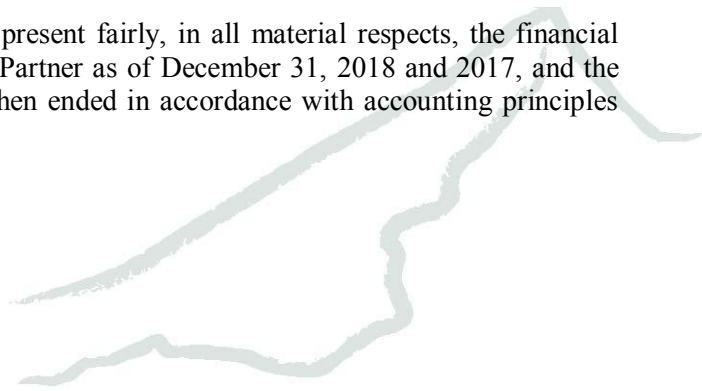 present fairly, in all material respects, the financial
Partner as of December 31, 2018 and 2017, and the
hen ended in accordance with accounting principles